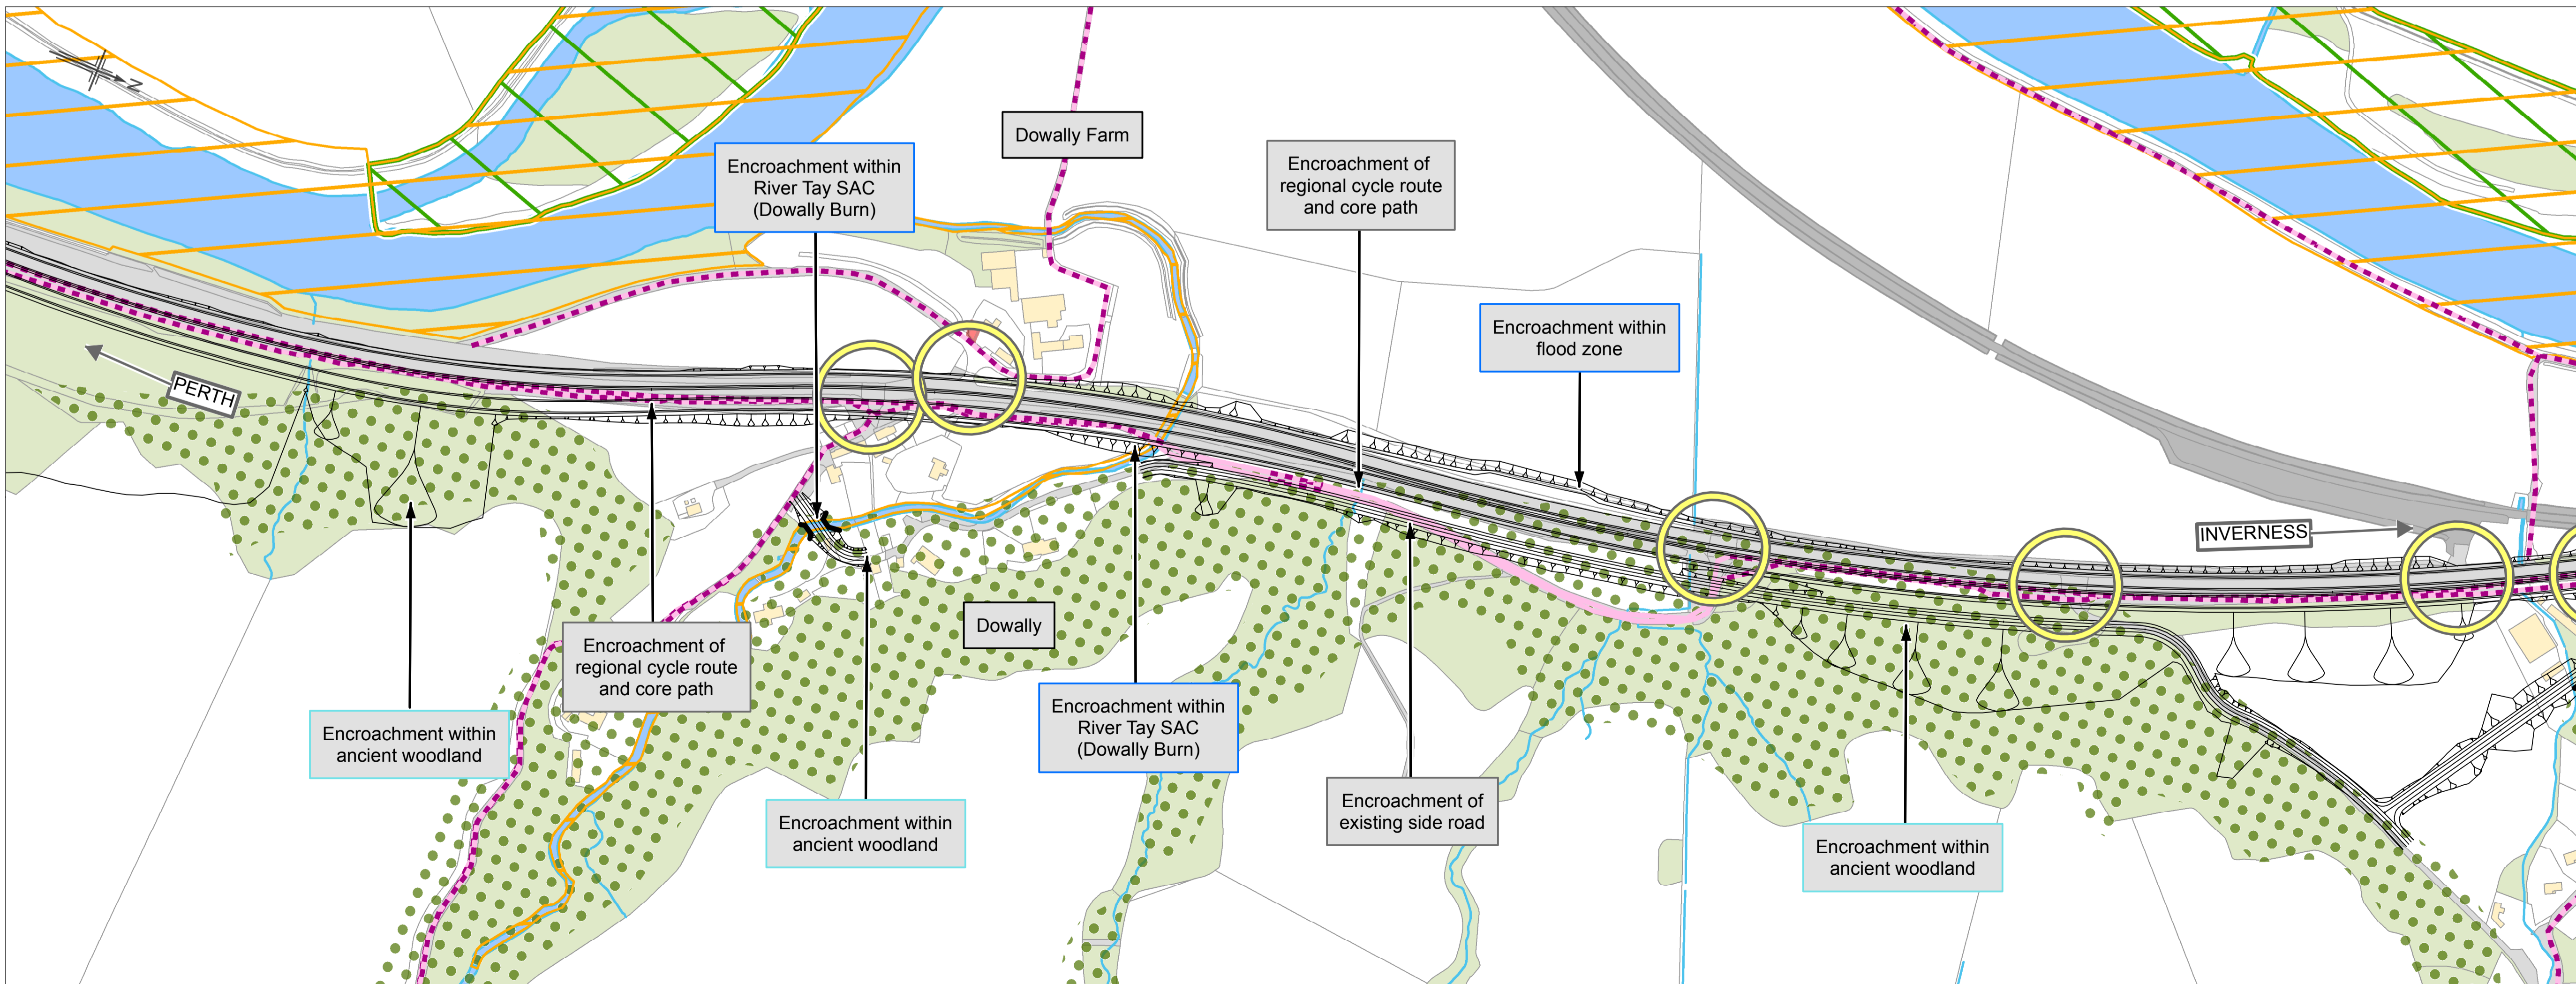 N
Dowally Farm
Encroachment within
River Tay SAC
(Dowally Burn)
Encroachment of
regional cycle route
and core path
Encroachment within
flood zone
PERTH
INVERNESS
Dowally
Encroachment of
regional cycle route
and core path
Encroachment within
ancient woodland
Encroachment within
River Tay SAC
(Dowally Burn)
Encroachment within
ancient woodland
Encroachment of
existing side road
Encroachment within
ancient woodland